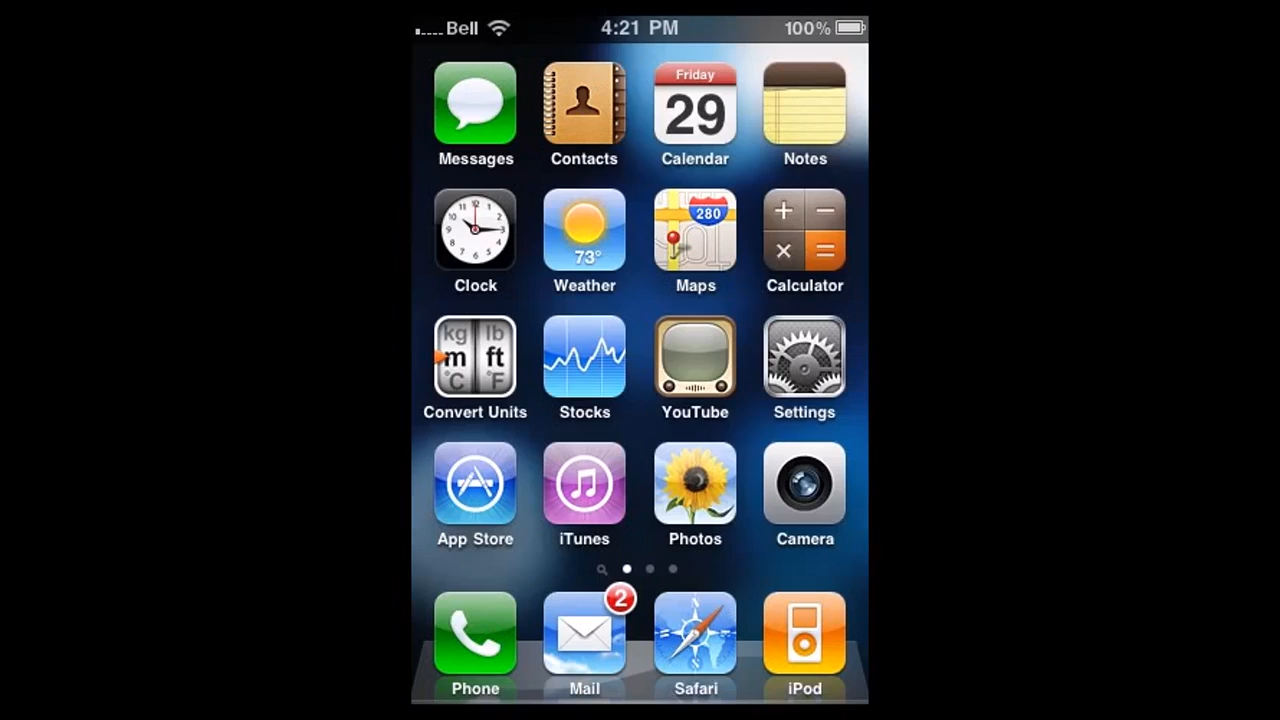 Bell 4:21 PM 100%
Friday
29
Messages Contacts Calendar Notes
280
73°
Clock Weather Maps Calculator
kg lb
m ft
°C °F
Convert Units Stocks YouTube Settings
App Store iTunes Photos Camera
2
Phone Mail Safari iPod